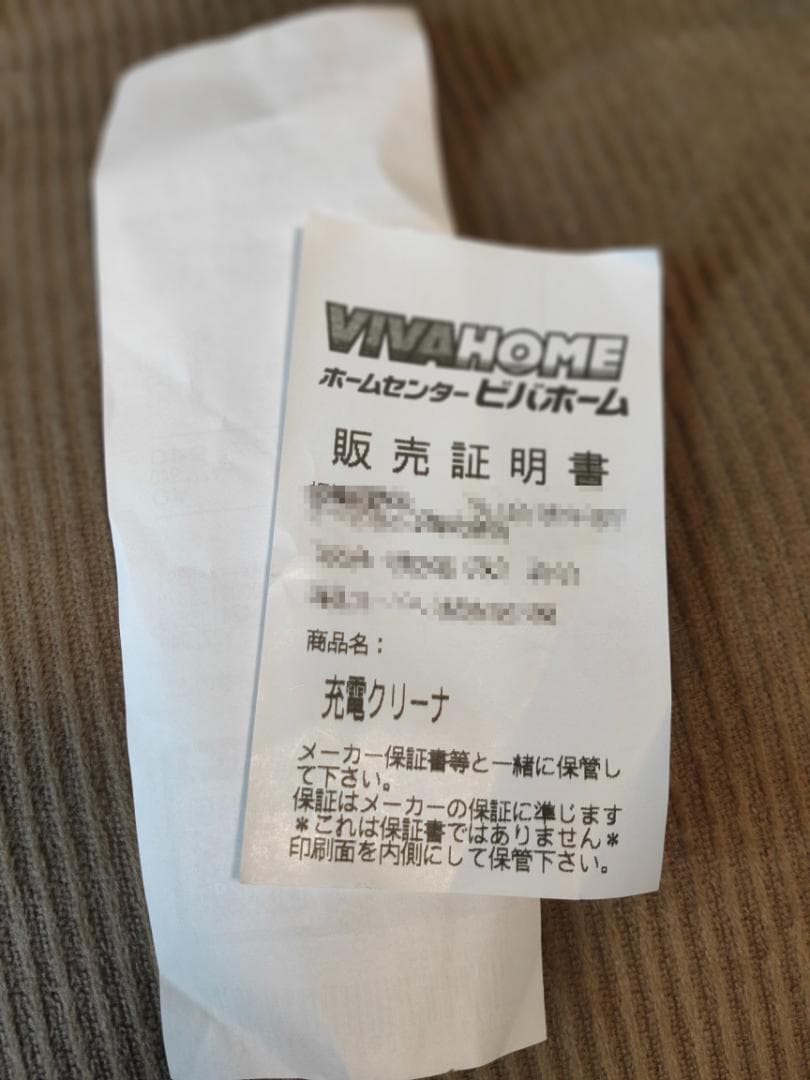 VIVAHOME
ホームセンター ビバホーム
販売証明書
商品名：
充電クリーナ
メーカー保証書等と一緒に保管し
て下さい。
保証はメーカーの保証に準じます
＊これは保証書ではありません＊
印刷面を内側にして保管下さい。